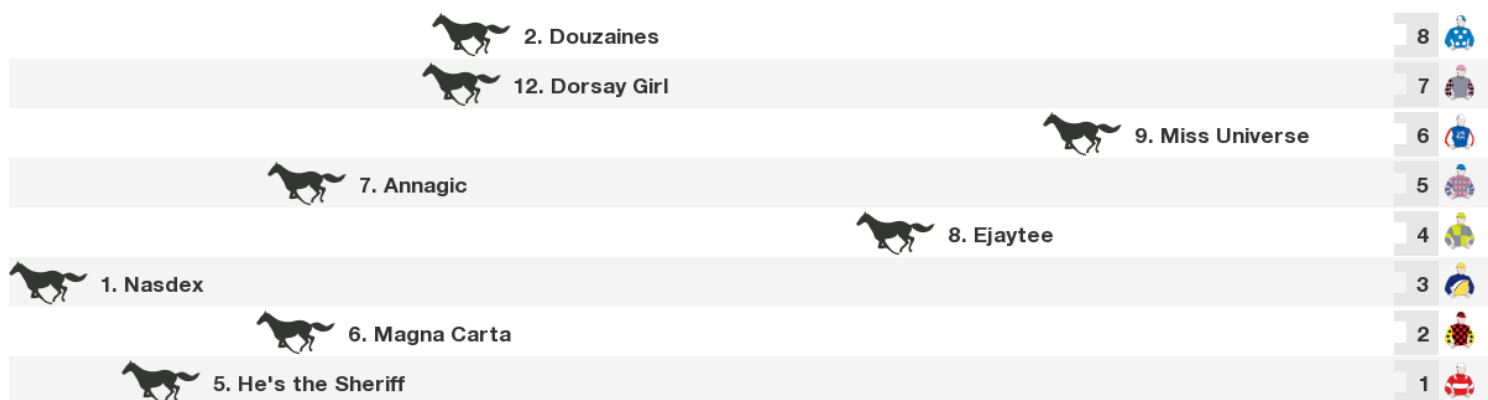 2. Douzaines 8
12. Dorsay Girl 7
9. Miss Universe 6
7. Annagic 5
8. Ejaytee 4
1. Nasdex 3
6. Magna Carta 2
5. He's the Sheriff 1